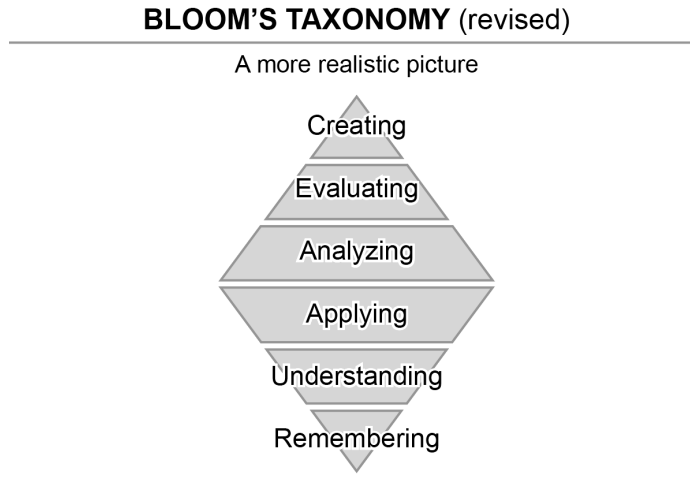 BLOOM’S TAXONOMY (revised)
A more realistic picture
Creating
Evaluating
Analyzing
Applying
Understanding
Remembering